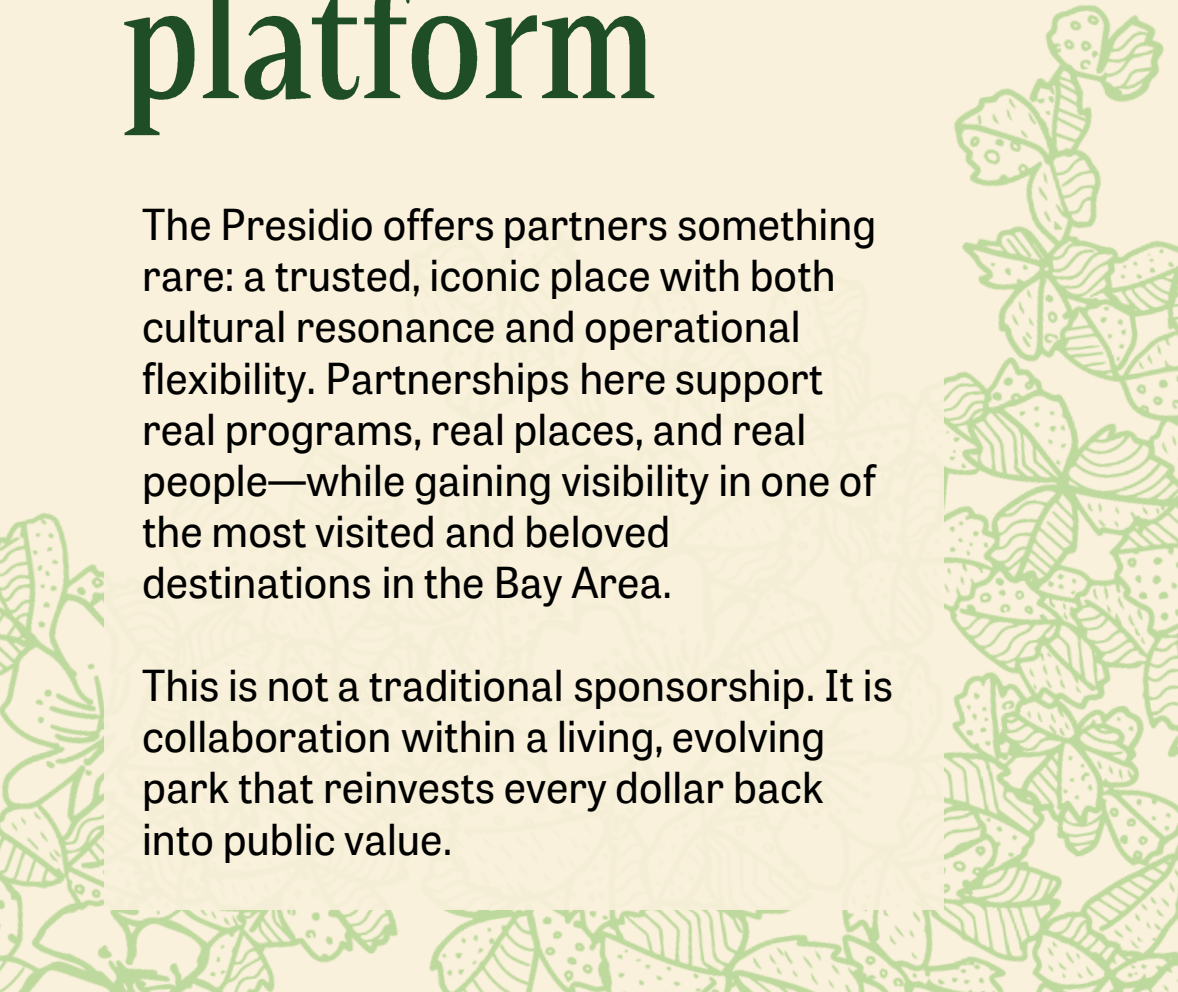 platform
The Presidio offers partners something
rare: a trusted, iconic place with both
cultural resonance and operational
flexibility. Partnerships here support
real programs, real places, and real
people—while gaining visibility in one of
the most visited and beloved
destinations in the Bay Area.
This is not a traditional sponsorship. It is
collaboration within a living, evolving
park that reinvests every dollar back
into public value.